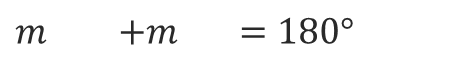 m +m = 180°